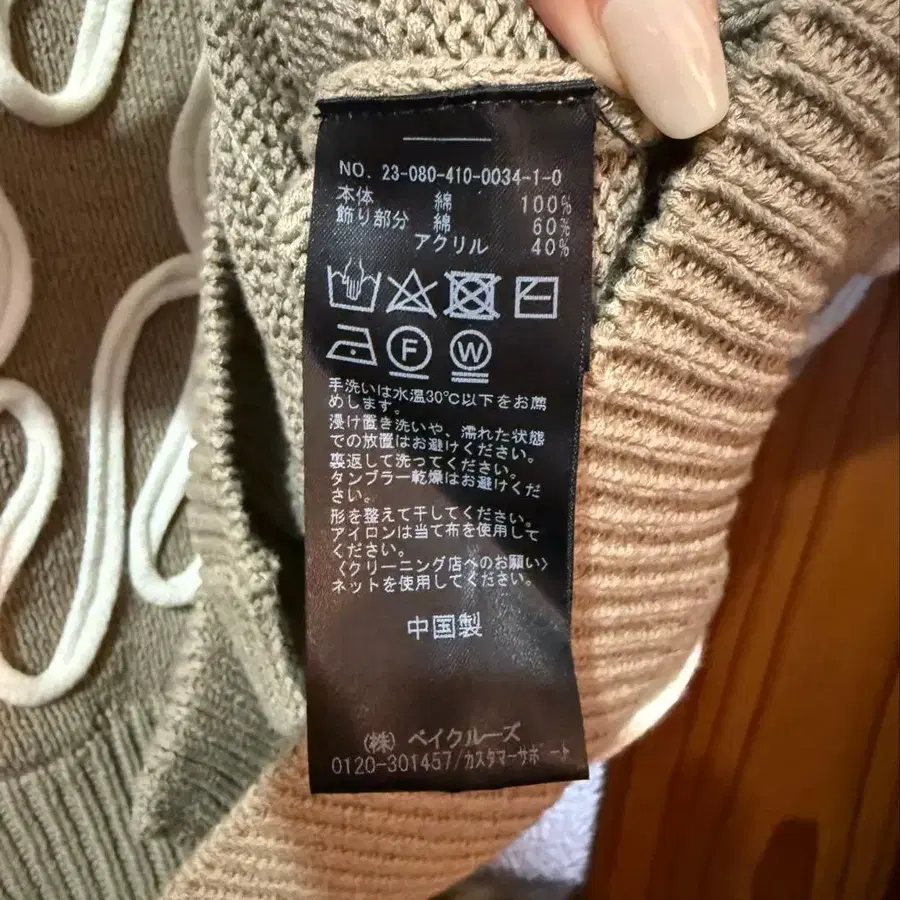 NO. 23-080-410-0034-1-0
本体 綿 100%
飾り部分 綿 60%
アクリル 40%
F W
手洗いは水温30℃以下をお薦
めします。
浸け置き洗いや、濡れた状態
での放置はお避けください。
裏返して洗ってください。
タンブラー乾燥はお避けくだ
さい。
形を整えて干してください。
アイロンは当て布を使用して
ください。
〈クリーニング店へのお願い〉
ネットを使用してください。
中国製
(株) ベイクルーズ
0120-301457/カスタマーサポート